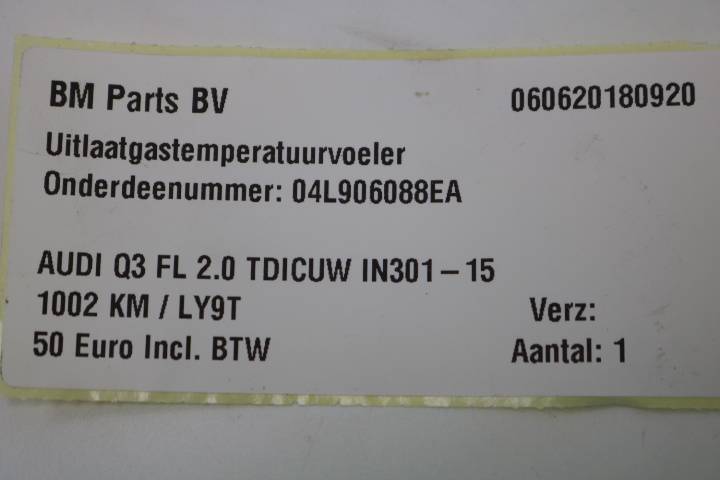 BM Parts BV 060620180920
Uitlaatgastemperatuurvoeler
Onderdeenummer: 04L906088EA
AUDI Q3 FL 2.0 TDICUW IN301-15
1002 KM / LY9T Verz:
50 Euro Incl. BTW Aantal: 1